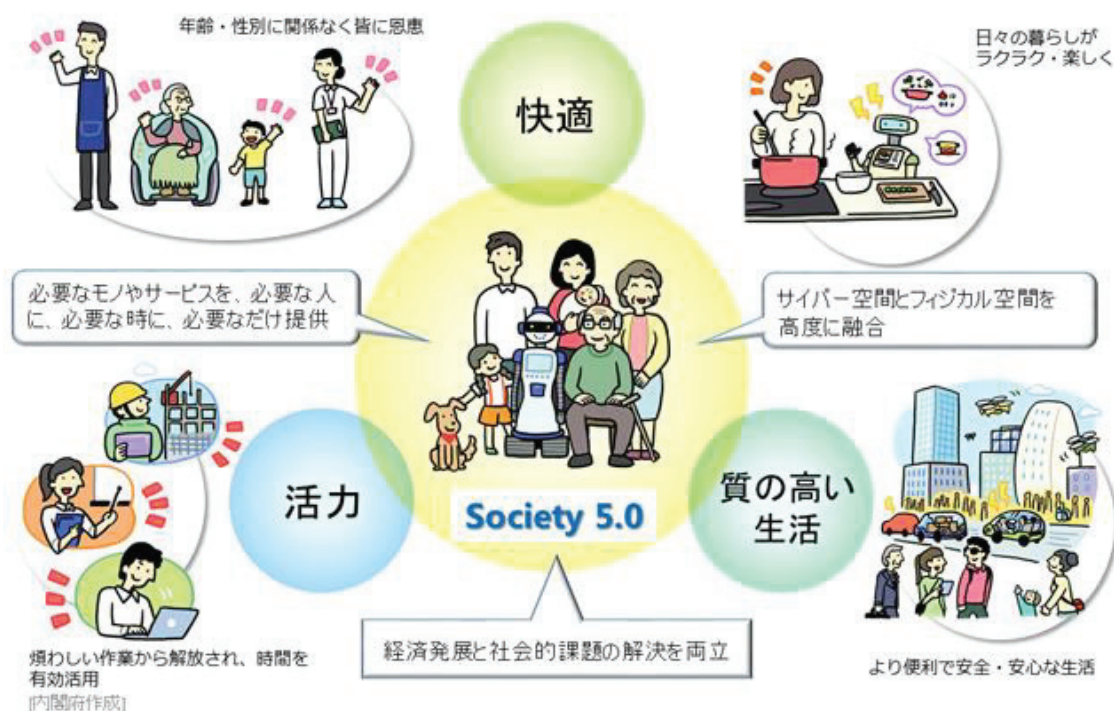 年齢・性別に関係なく皆に恩恵
快適
日々の暮らしが
ラクラク・楽しく
必要なモノやサービスを、必要な人
に、必要な時に、必要なだけ提供
サイバー空間とフィジカル空間を
高度に融合
活力
Society 5.0
質の高い
生活
経済発展と社会的課題の解決を両立
煩わしい作業から解放され、時間を
有効活用
[内閣府作成]
より便利で安全・安心な生活